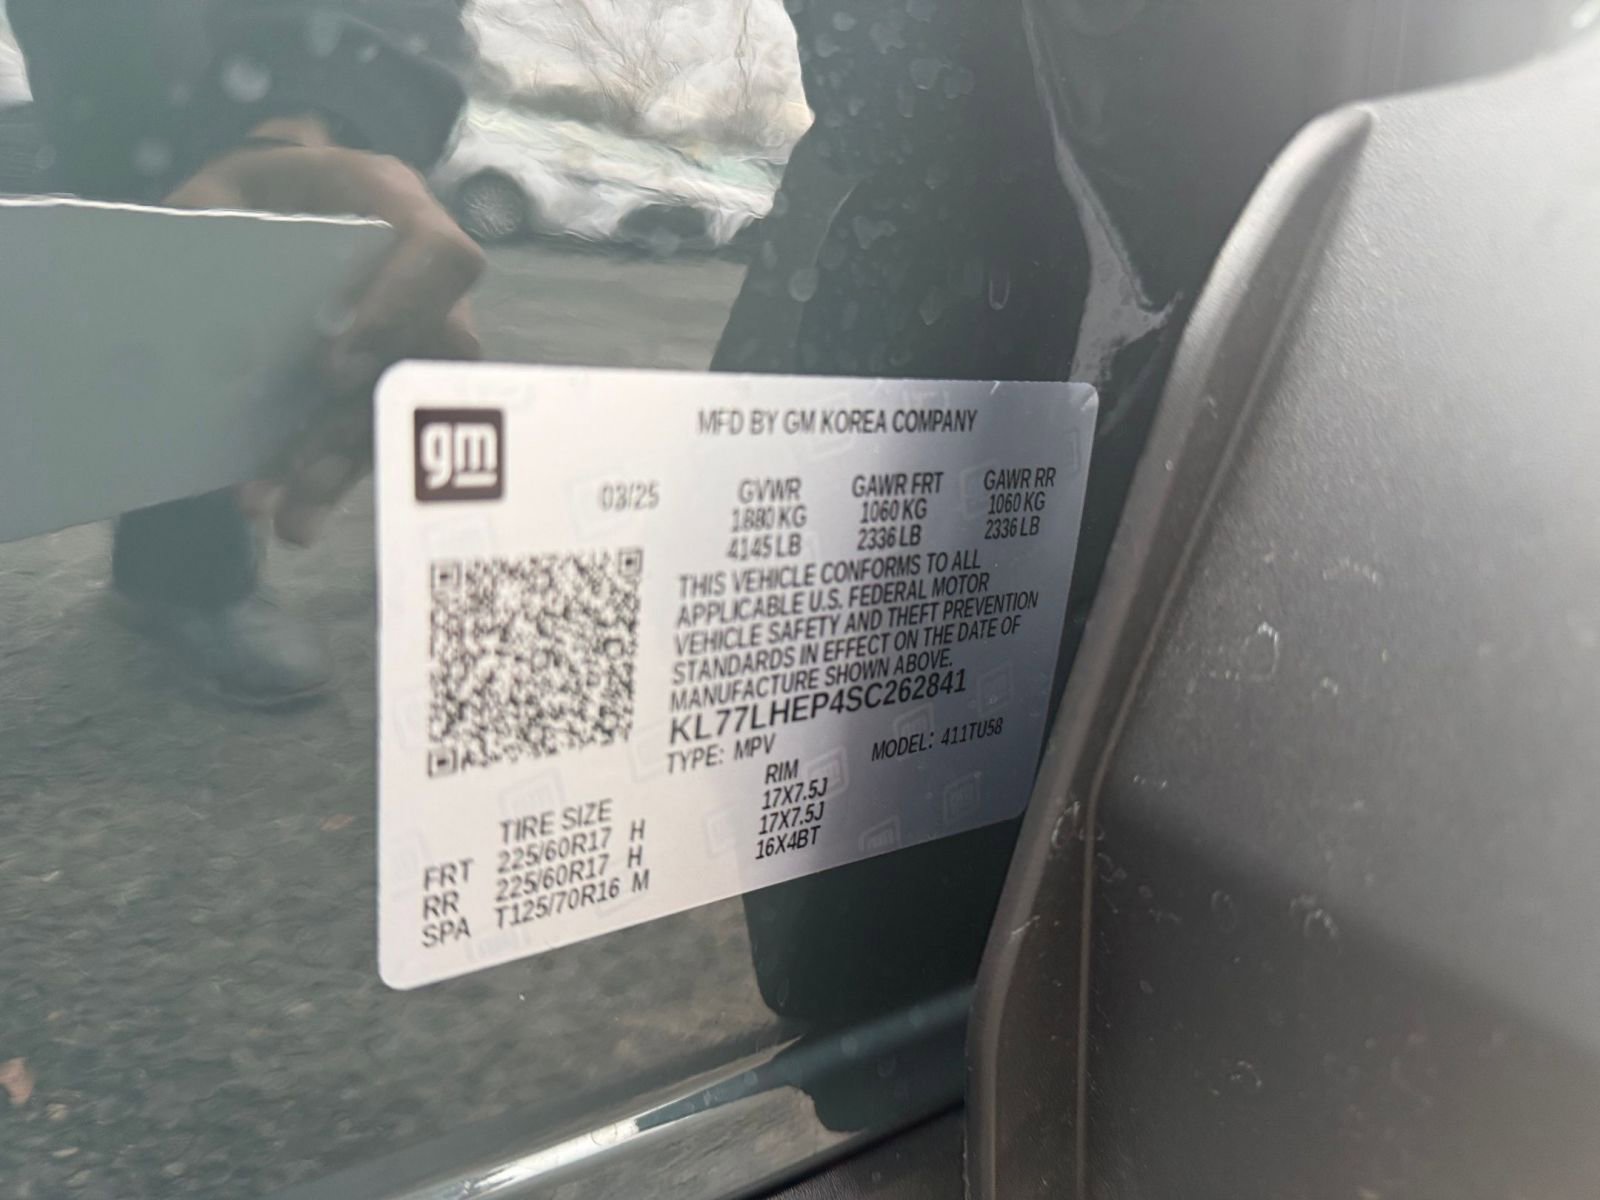 gm
MFD BY GM KOREA COMPANY
03/25
GVWR GAWR FRT GAWR RR
1880 KG 1060 KG 1060 KG
4145 LB 2336 LB 2336 LB
THIS VEHICLE CONFORMS TO ALL
APPLICABLE U.S. FEDERAL MOTOR
VEHICLE SAFETY AND THEFT PREVENTION
STANDARDS IN EFFECT ON THE DATE OF
MANUFACTURE SHOWN ABOVE.
KL77LHEP4SC262841
TYPE: MPV MODEL: 411TU58
TIRE SIZE RIM
FRT 225/60R17 H 17X7.5J
RR 225/60R17 H 17X7.5J
SPA T125/70R16 M 16X4BT